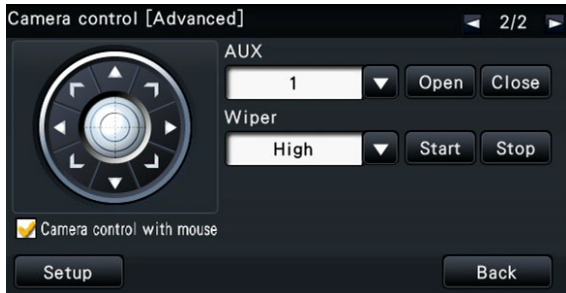 Camera control [Advanced]
2/2
AUX
1
Open
Close
Wiper
High
Start
Stop
Camera control with mouse
Setup
Back